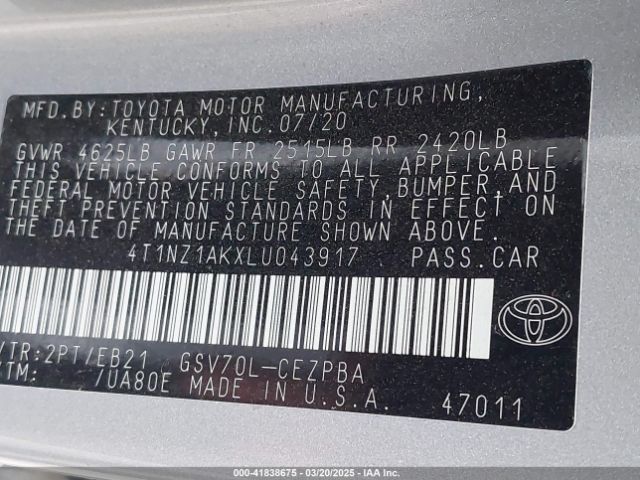 MFD.BY:TOYOTA MOTOR MANUFACTURING,
KENTUCKY,INC.07/20
GVWR 4625LB GAWR FR 2515LB RR 2420LB
THIS VEHICLE CONFORMS TO ALL APPLICABLE
FEDERAL MOTOR VEHICLE SAFETY,BUMPER,AND
THEFT PREVENTION STANDARDS IN EFFECT ON
THE DATE OF MANUFACTURE SHOWN ABOVE.
4T1NZ1AKXLU043917 PASS.CAR
/TR:2PT/EB21 GSV70L-CEZPBA
TM: /UA80E MADE IN U.S.A. 47011
000-41838675 - 03/20/2025 - IAAI.COM